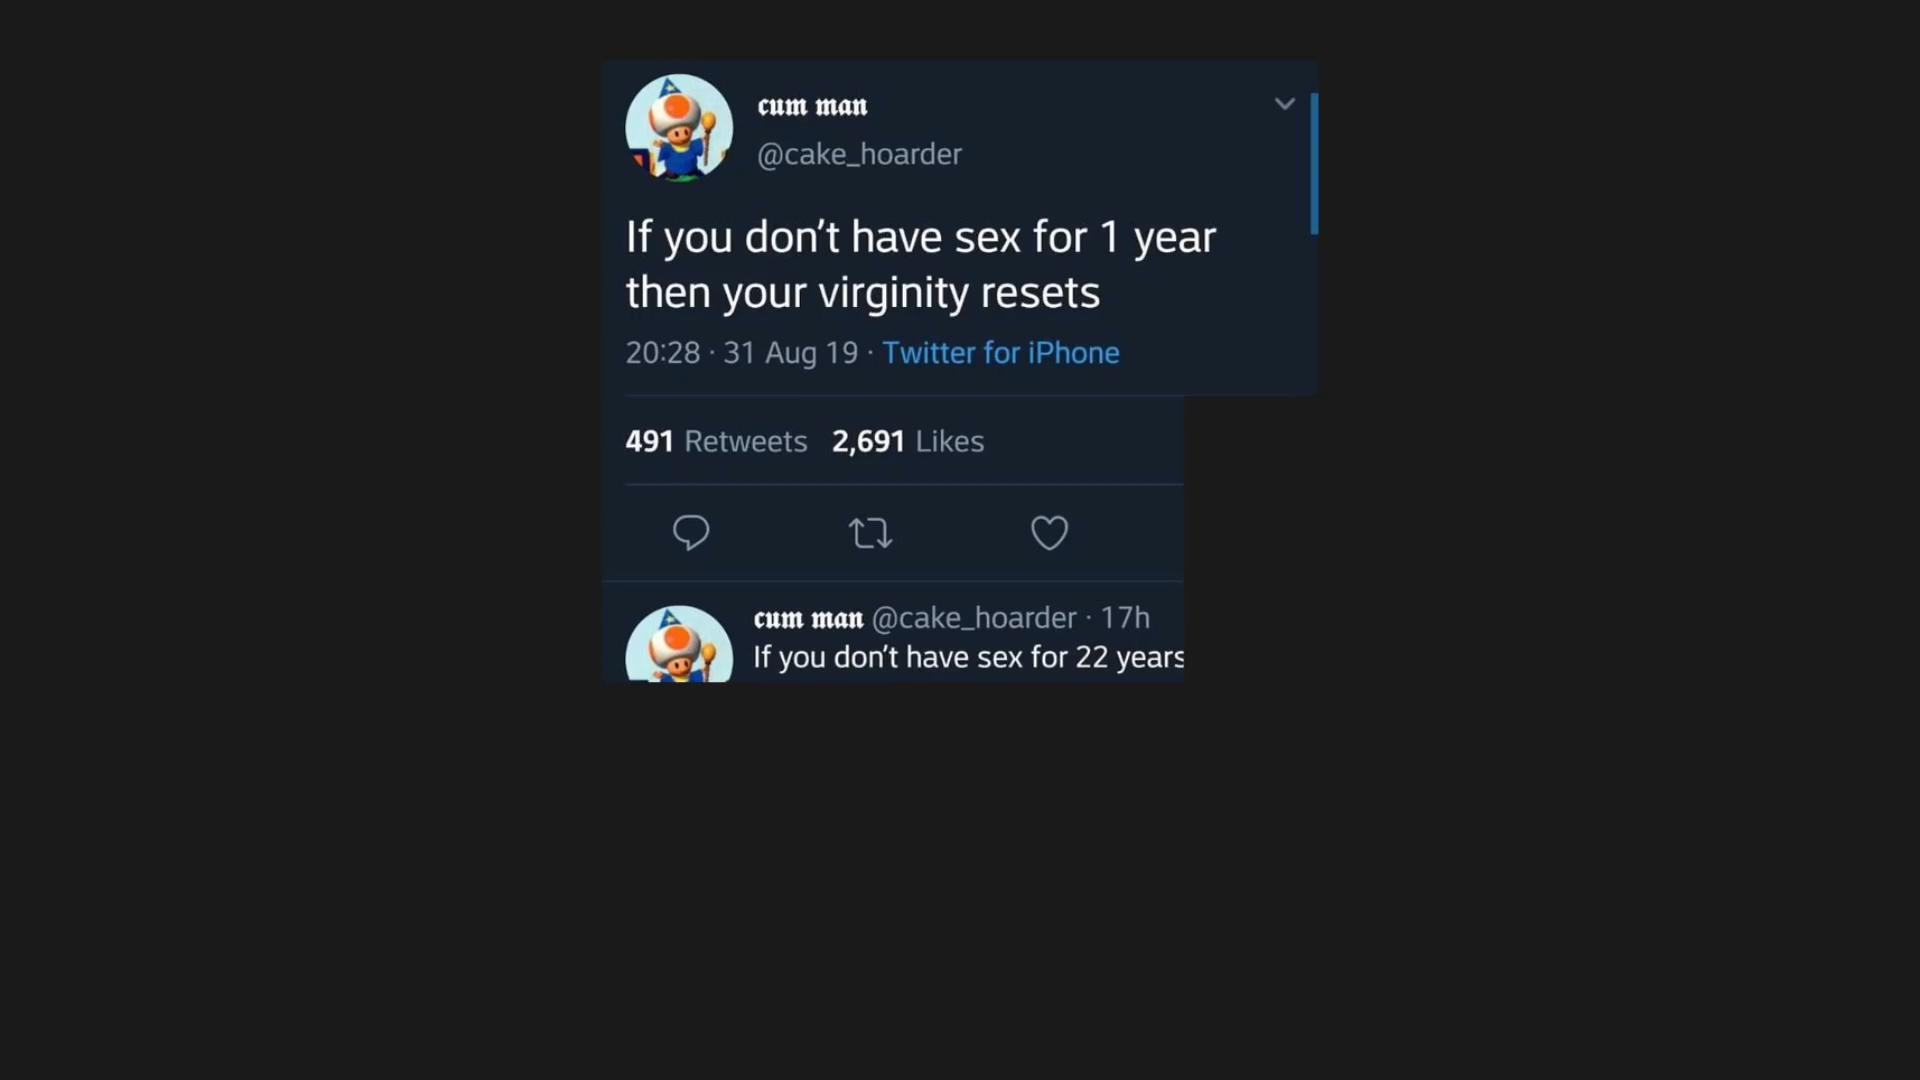 cum man
@cake_hoarder
If you don’t have sex for 1 year
then your virginity resets
20:28 · 31 Aug 19 · Twitter for iPhone
491 Retweets 2,691 Likes
cum man @cake_hoarder · 17h
If you don’t have sex for 22 years